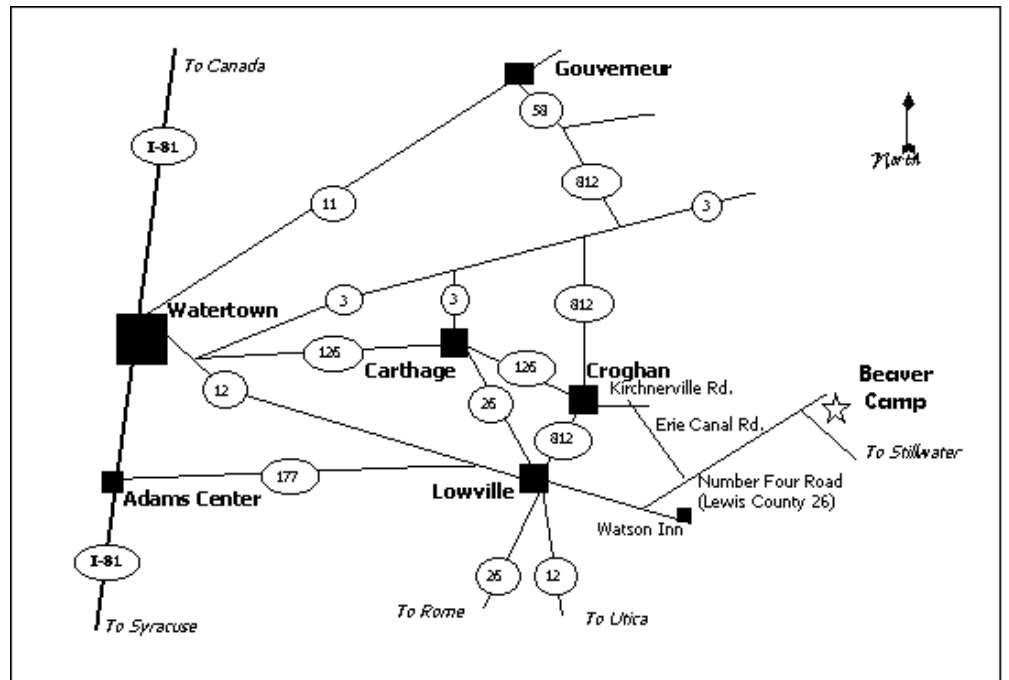 To Canada
Gouverneur
58
I-81
North
812
11
3
3
3
812
Watertown
126
Carthage
126
Croghan
Kirchnerville Rd.
Beaver
Camp
12
26
Erie Canal Rd.
812
To Stillwater
177
Lowville
Number Four Road
(Lewis County 26)
Adams Center
Watson Inn
I-81
26
12
To Rome
To Utica
To Syracuse